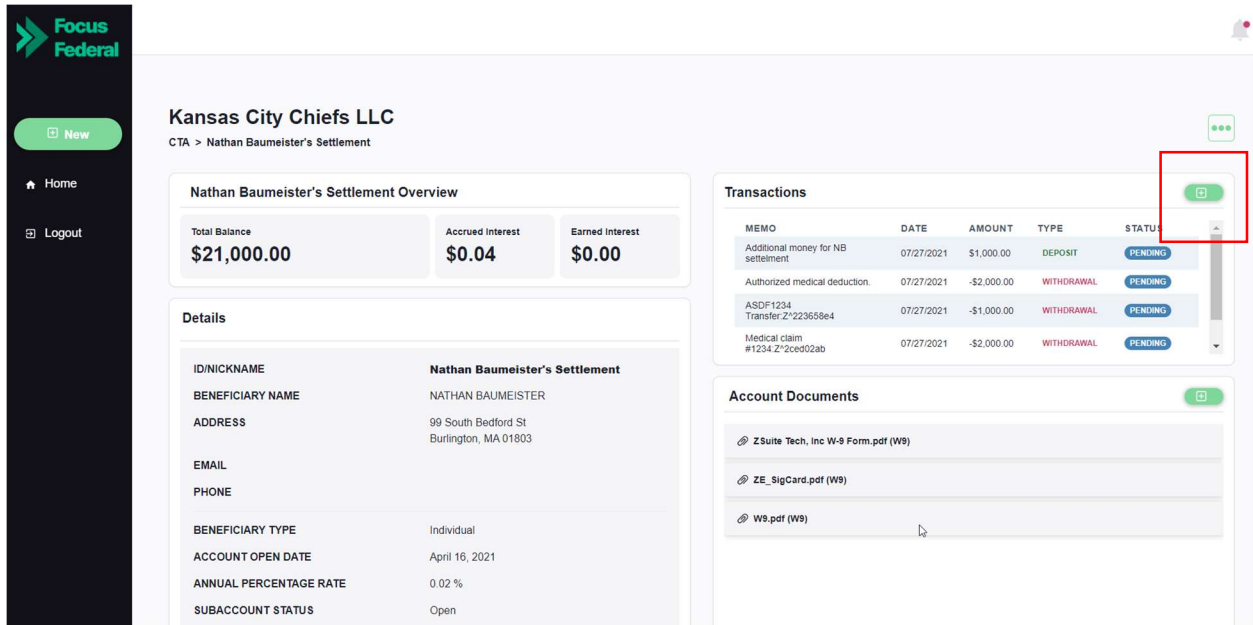 Focus
Federal
New
Home
Logout
Kansas City Chiefs LLC
CTA > Nathan Baumeister's Settlement
Nathan Baumeister's Settlement Overview
Total Balance Accrued Interest Earned Interest
$21,000.00 $0.04 $0.00
Details
ID/NICKNAME Nathan Baumeister's Settlement
BENEFICIARY NAME NATHAN BAUMEISTER
ADDRESS 99 South Bedford St
Burlington, MA 01803
EMAIL
PHONE
BENEFICIARY TYPE Individual
ACCOUNT OPEN DATE April 16, 2021
ANNUAL PERCENTAGE RATE 0.02 %
SUBACCOUNT STATUS Open
Transactions
MEMO DATE AMOUNT TYPE STATUS
Additional money for NB
settelment 07/27/2021 $1,000.00 DEPOSIT PENDING
Authorized medical deduction. 07/27/2021 -$2,000.00 WITHDRAWAL PENDING
ASDF1234
Transfer:Z^223658e4 07/27/2021 -$1,000.00 WITHDRAWAL PENDING
Medical claim
#1234:Z^2ced02ab 07/27/2021 -$2,000.00 WITHDRAWAL PENDING
Account Documents
ZSuite Tech, Inc W-9 Form.pdf (W9)
ZE_SigCard.pdf (W9)
W9.pdf (W9)